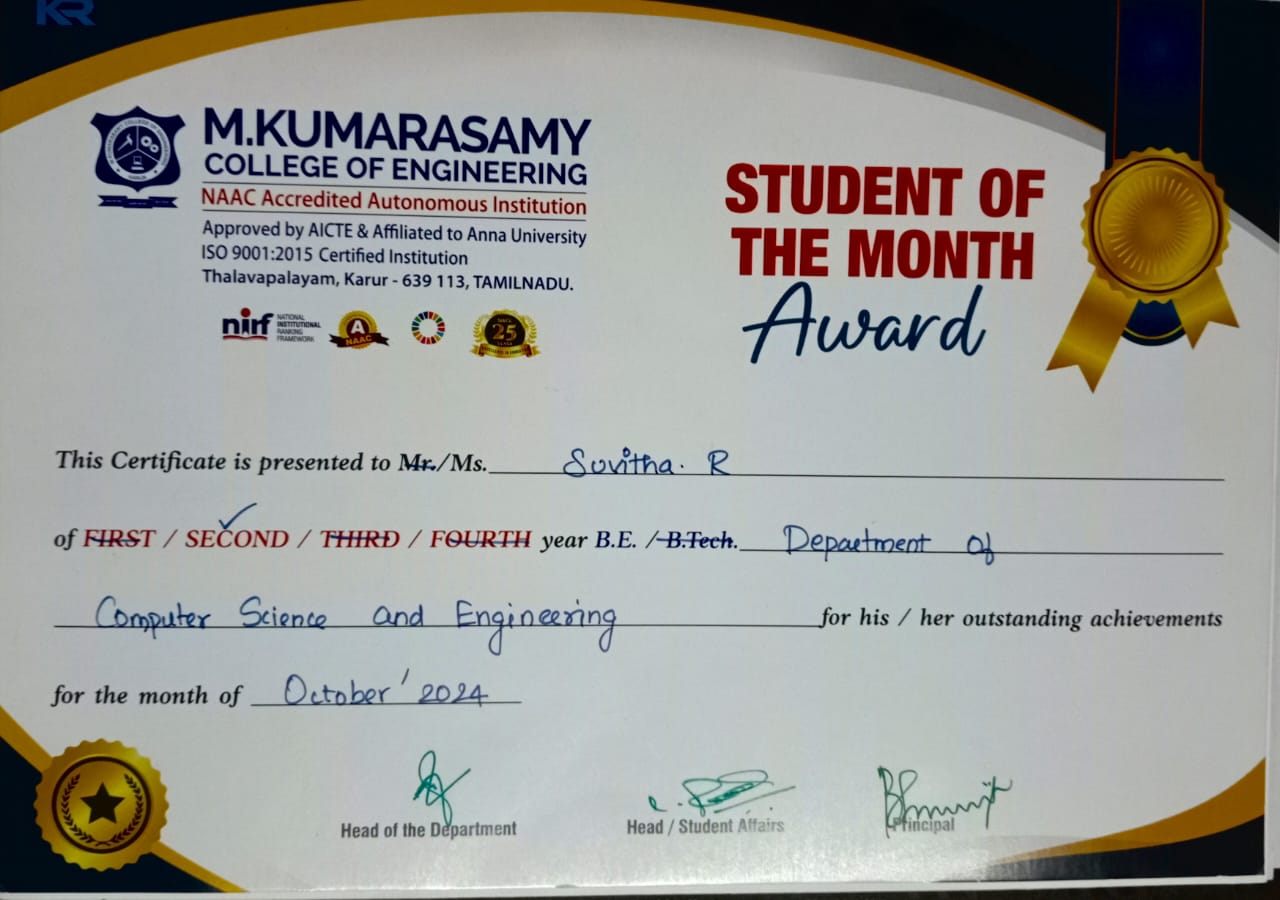 KR
M.KUMARASAMY
COLLEGE OF ENGINEERING
NAAC Accredited Autonomous Institution
Approved by AICTE & Affiliated to Anna University
ISO 9001:2015 Certified Institution
Thalavapalayam, Karur - 639 113, TAMILNADU.
nirf NATIONAL INSTITUTIONAL RANKING FRAMEWORK
A NAAC
25
STUDENT OF
THE MONTH
Award
This Certificate is presented to Mr./Ms. Suvitha. R
of FIRST / SECOND / THIRD / FOURTH year B.E. / B.Tech. Department of
Computer Science and Engineering for his / her outstanding achievements
for the month of October' 2024
Head of the Department
Head / Student Affairs
Principal